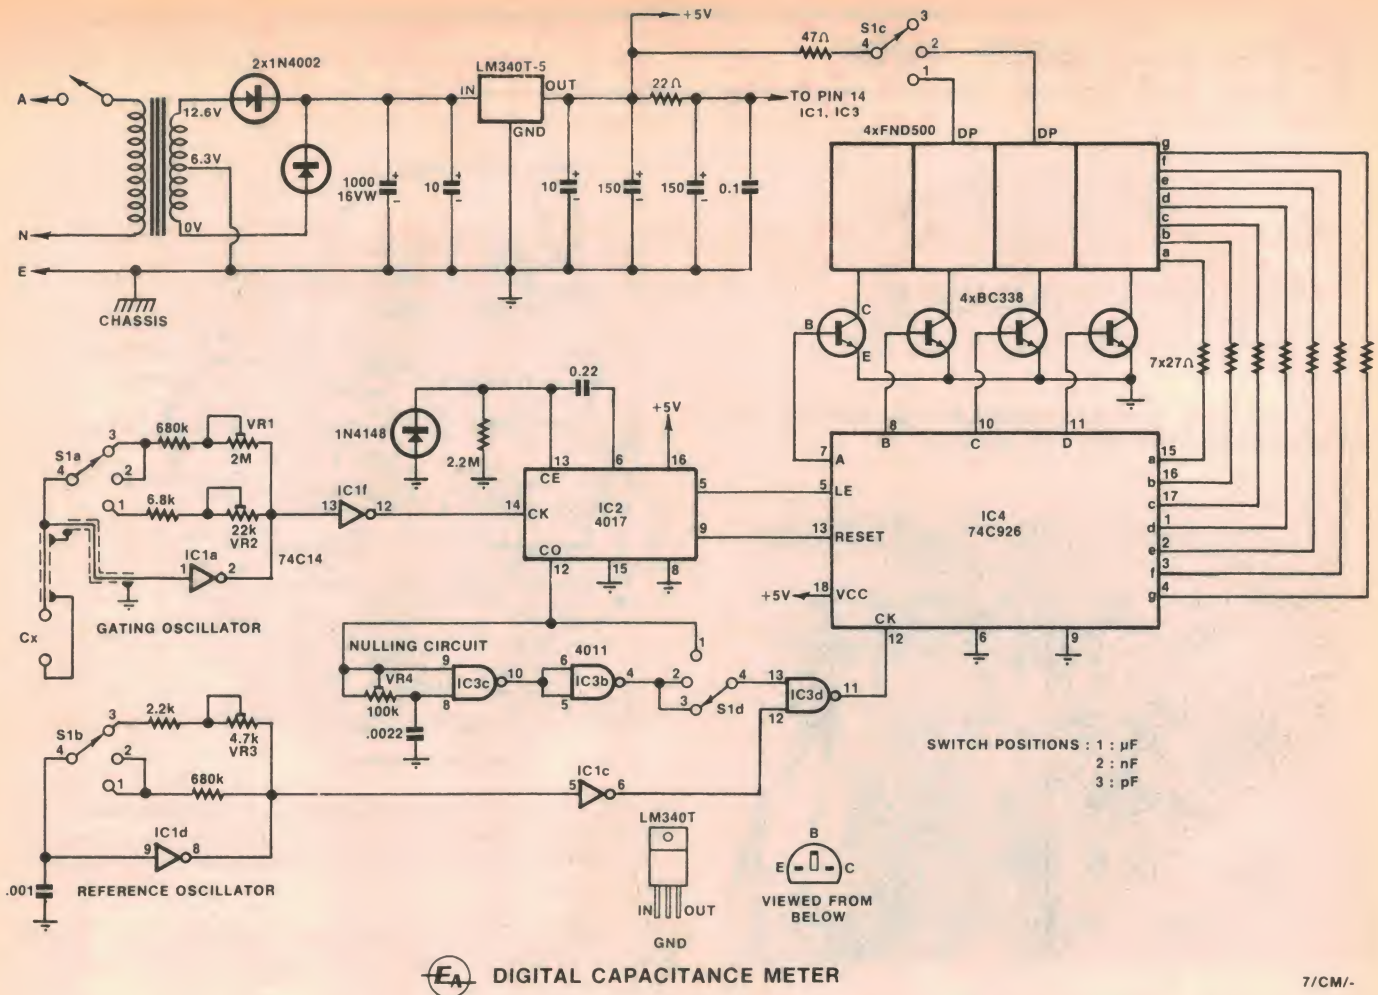 +5V
S1c
3
2
1
4
47Ω
2x1N4002
LM340T-5
IN
OUT
GND
22Ω
TO PIN 14
IC1, IC3
A
12.6V
6.3V
0V
N
E
CHASSIS
1000
16VW
+
-
10
+
-
10
+
-
150
+
-
150
+
-
0.1
4xFND500
DP
DP
g
f
e
d
c
b
a
4xBC338
B
C
E
7x27Ω
0.22
+5V
1N4148
2.2M
680k
VR1
2M
S1a
3
4
2
1
6.8k
22k
VR2
IC1f
13
12
74C14
IC1a
1
2
Cx
GATING OSCILLATOR
13
6
16
CE
14
CK
IC2
4017
CO
12
15
8
5
9
8
10
11
B
C
D
7
A
5
LE
13
RESET
IC4
74C926
+5V
18
VCC
CK
12
6
9
a
15
b
16
c
17
d
1
e
2
f
3
g
4
NULLING CIRCUIT
VR4
100k
.0022
9
8
IC3c
10
4011
6
5
IC3b
4
1
2
3
4
S1d
13
12
IC3d
11
S1b
3
4
2
1
2.2k
4.7k
VR3
680k
IC1d
9
8
.001
REFERENCE OSCILLATOR
IC1c
5
6
SWITCH POSITIONS : 1 : µF
2 : nF
3 : pF
LM340T
IN
OUT
GND
B
E
C
VIEWED FROM
BELOW
EA
DIGITAL CAPACITANCE METER
7/CM/-